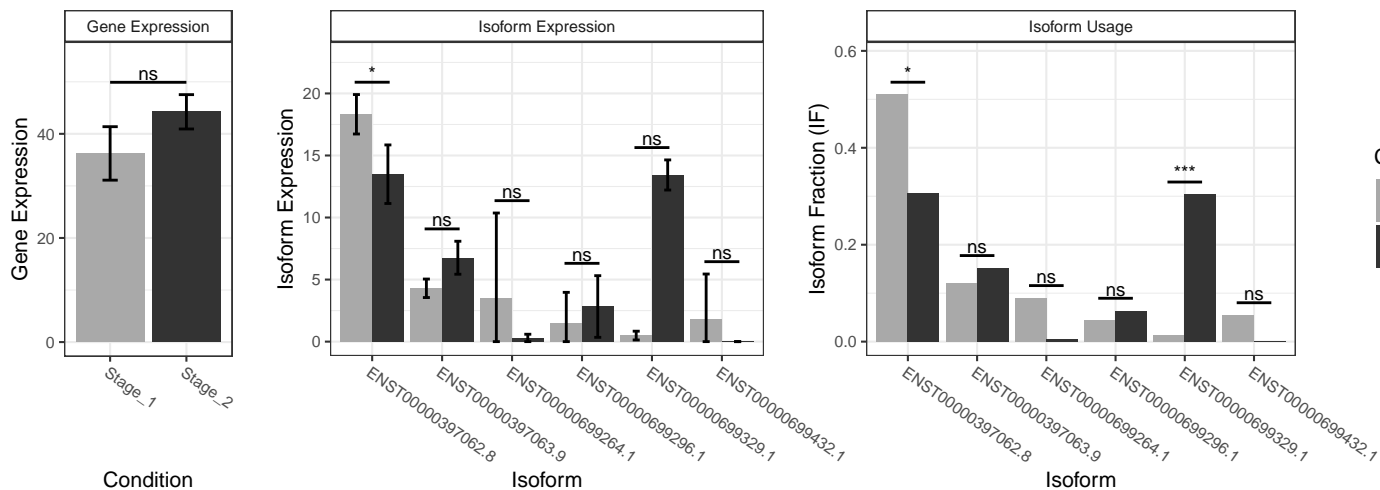 Gene Expression
Isoform Expression
Isoform Usage
Gene Expression
0
20
40
ns
Stage_1
Stage_2
Condition
Isoform Expression
0
5
10
15
20
*
ns
ns
ns
ns
ns
ENST00000397062.8
ENST00000397063.9
ENST00000699264.1
ENST00000699296.1
ENST00000699329.1
ENST00000699432.1
Isoform
Isoform Fraction (IF)
0.0
0.2
0.4
0.6
*
ns
ns
ns
***
ns
ENST00000397062.8
ENST00000397063.9
ENST00000699264.1
ENST00000699296.1
ENST00000699329.1
ENST00000699432.1
Isoform